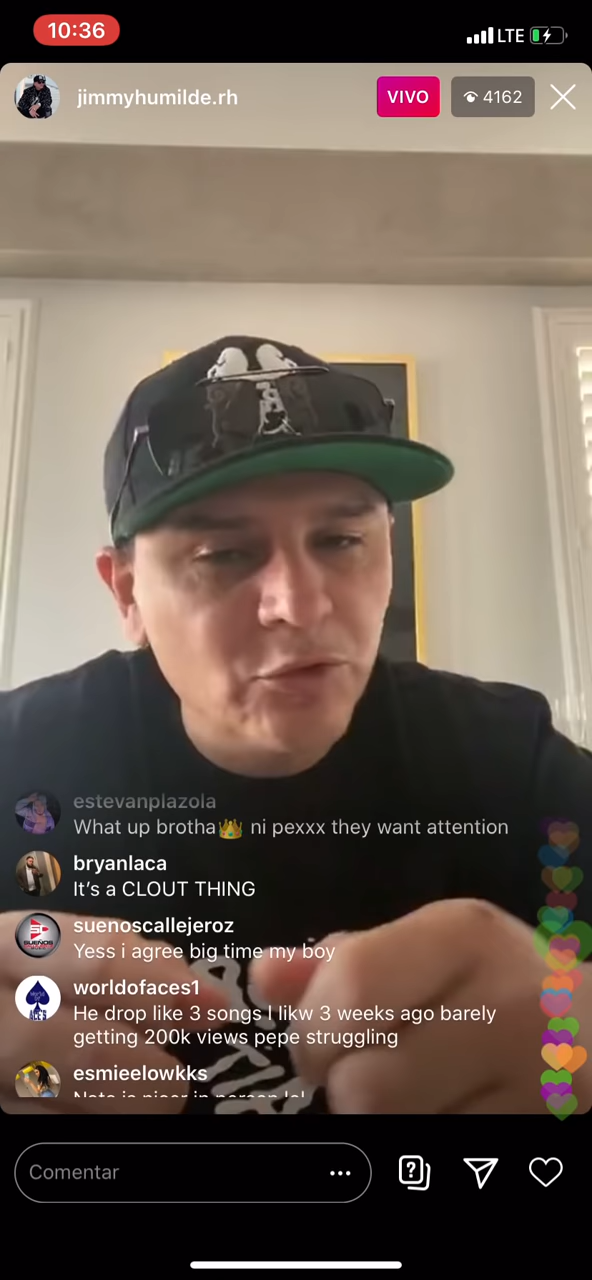 10:36
LTE
jimmyhumilde.rh
VIVO
4162
estevanplazola
What up brotha👑 ni pexxx they want attention
bryanlaca
It's a CLOUT THING
suenoscallejeroz
Yess i agree big time my boy
worldofaces1
He drop like 3 songs I likw 3 weeks ago barely
getting 200k views pepe struggling
esmieelowkks
Comentar